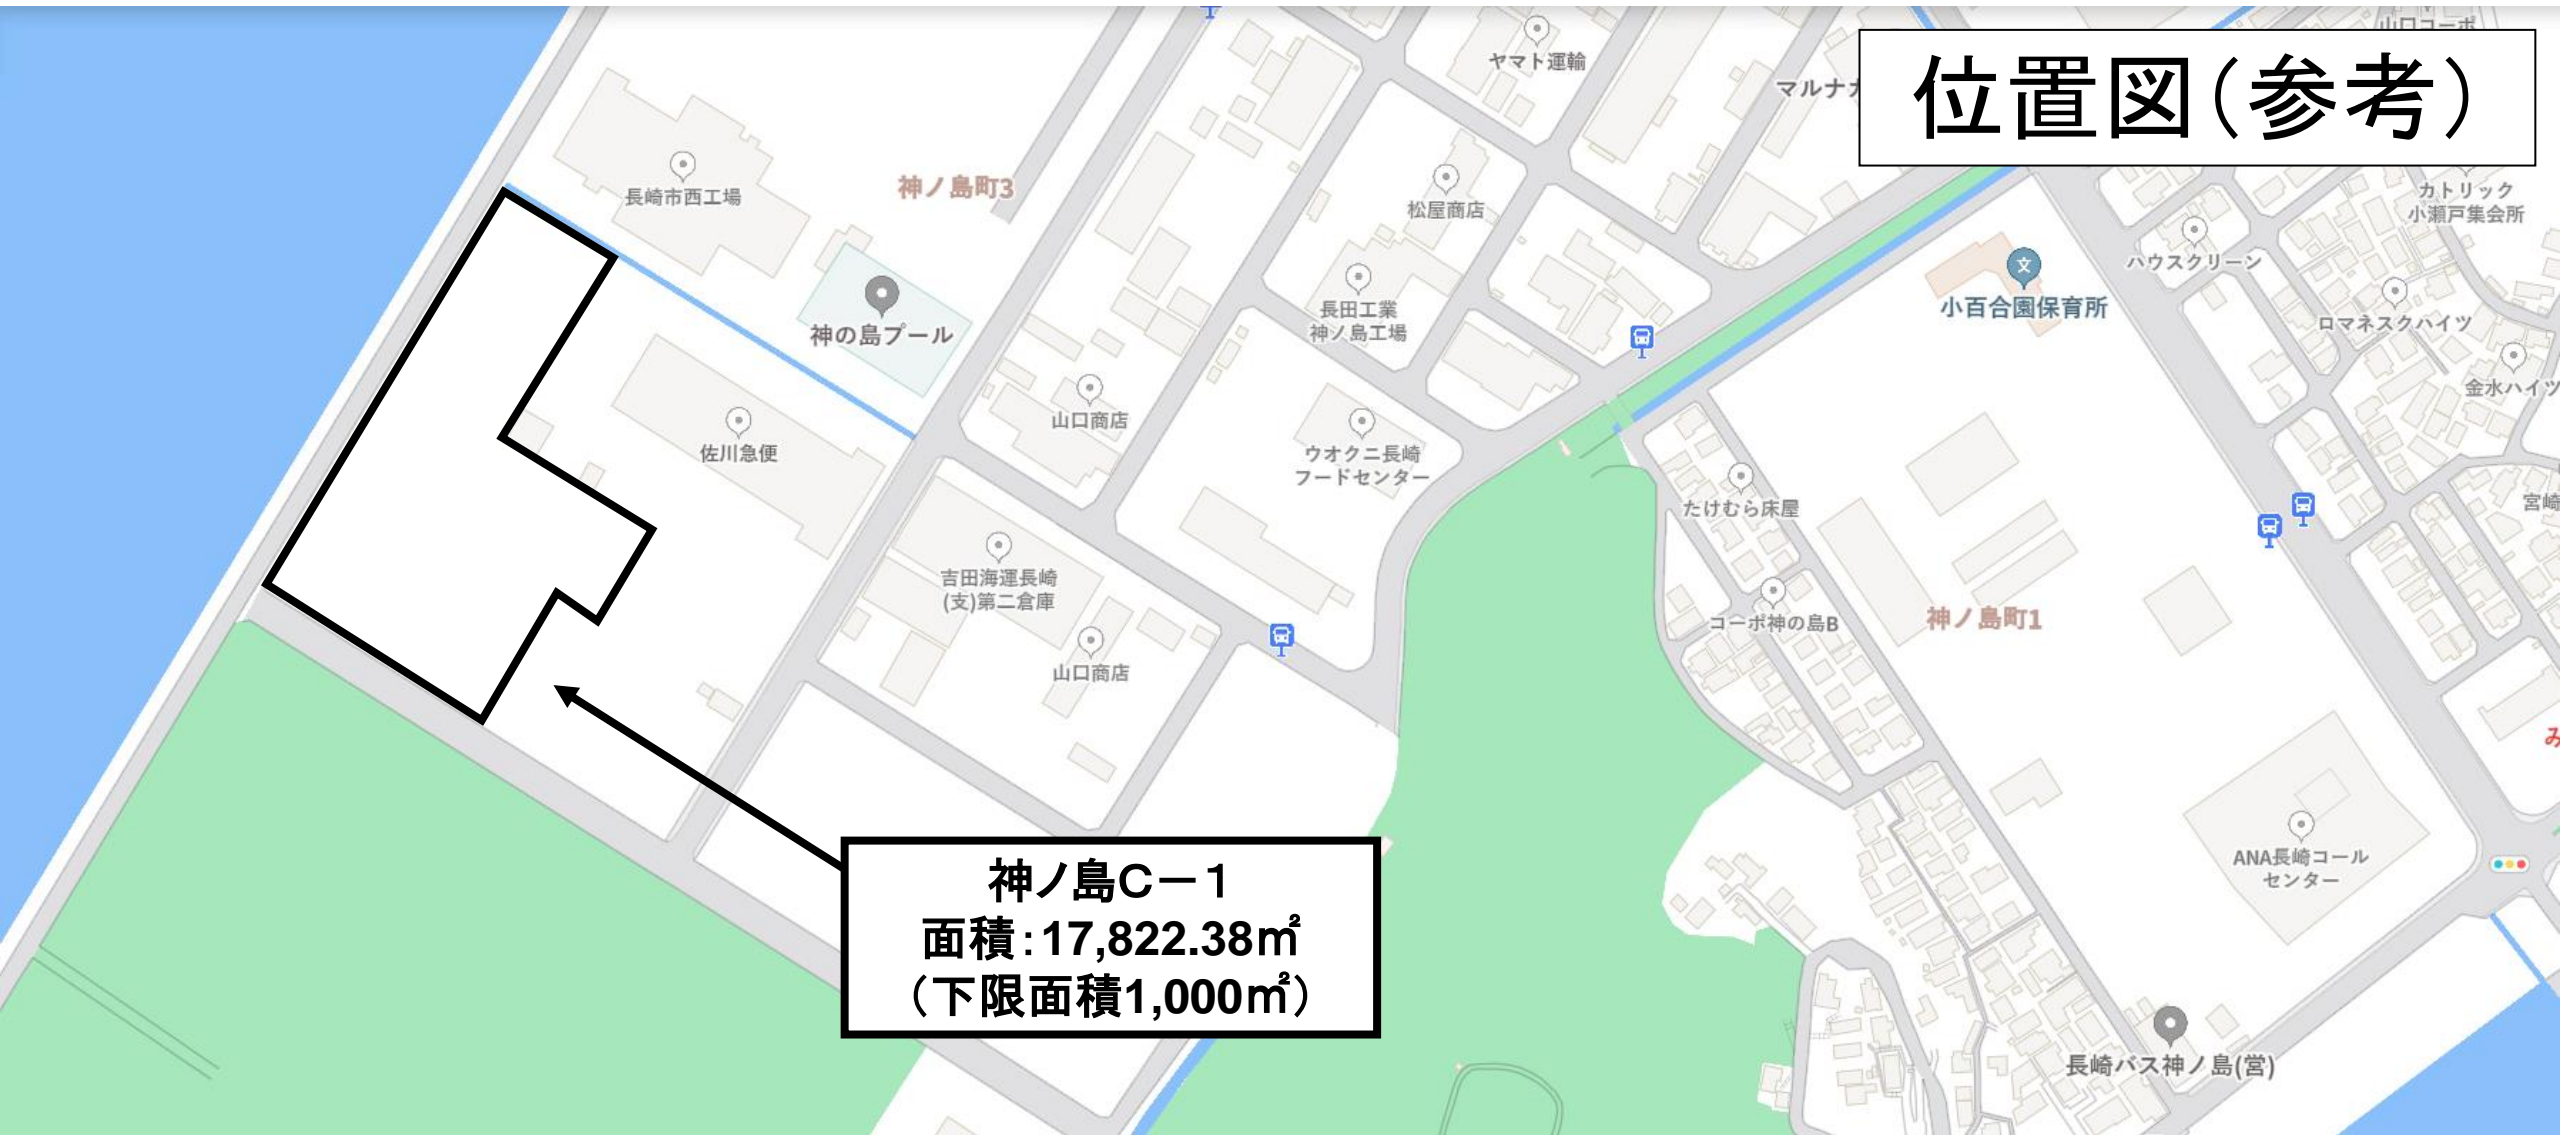 位置図（参考）
山口コーポ
ヤマト運輸
マルナカ
長崎市西工場
神ノ島町3
松屋商店
カトリック
小瀬戸集会所
ハウスクリーン
小百合園保育所
ロマネスクハイツ
長田工業
神ノ島工場
神の島プール
金水ハイツ
山口商店
佐川急便
ウオクニ長崎
フードセンター
たけむら床屋
宮崎
吉田海運長崎
(支)第二倉庫
コーポ神の島B
神ノ島町1
山口商店
み
ANA長崎コール
センター
神ノ島C－１
面積：17,822.38㎡
（下限面積1,000㎡）
長崎バス神ノ島(営)
文